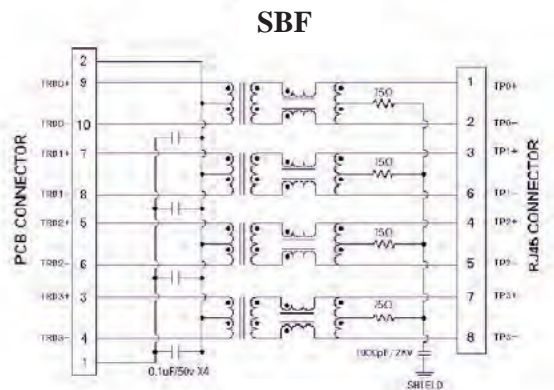 SBF
2
TRD0+ 9 75Ω 1 TP0+
TRD0- 10 2 TP0-
TRD1+ 7 75Ω 3 TP1+
TRD1- 8 6 TP1-
TRD2+ 5 75Ω 4 TP2+
TRD2- 6 5 TP2-
TRD3+ 3 75Ω 7 TP3+
TRD3- 4 8 TP3-
1000pF/2KV
1
0.1uF/50v X4
SHIELD
PCB CONNECTOR
RJ45 CONNECTOR